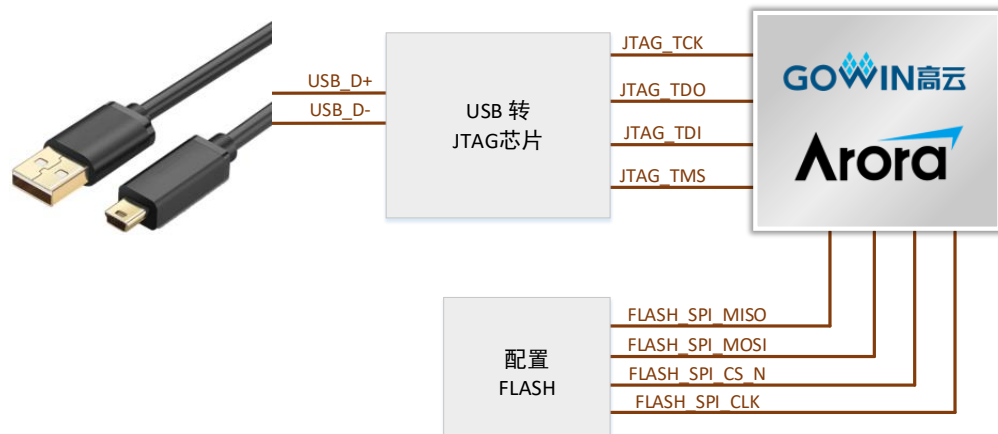 USB_D+
USB_D-
USB 转
JTAG芯片
JTAG_TCK
JTAG_TDO
JTAG_TDI
JTAG_TMS
GOWIN高云
Arora
配置
FLASH
FLASH_SPI_MISO
FLASH_SPI_MOSI
FLASH_SPI_CS_N
FLASH_SPI_CLK